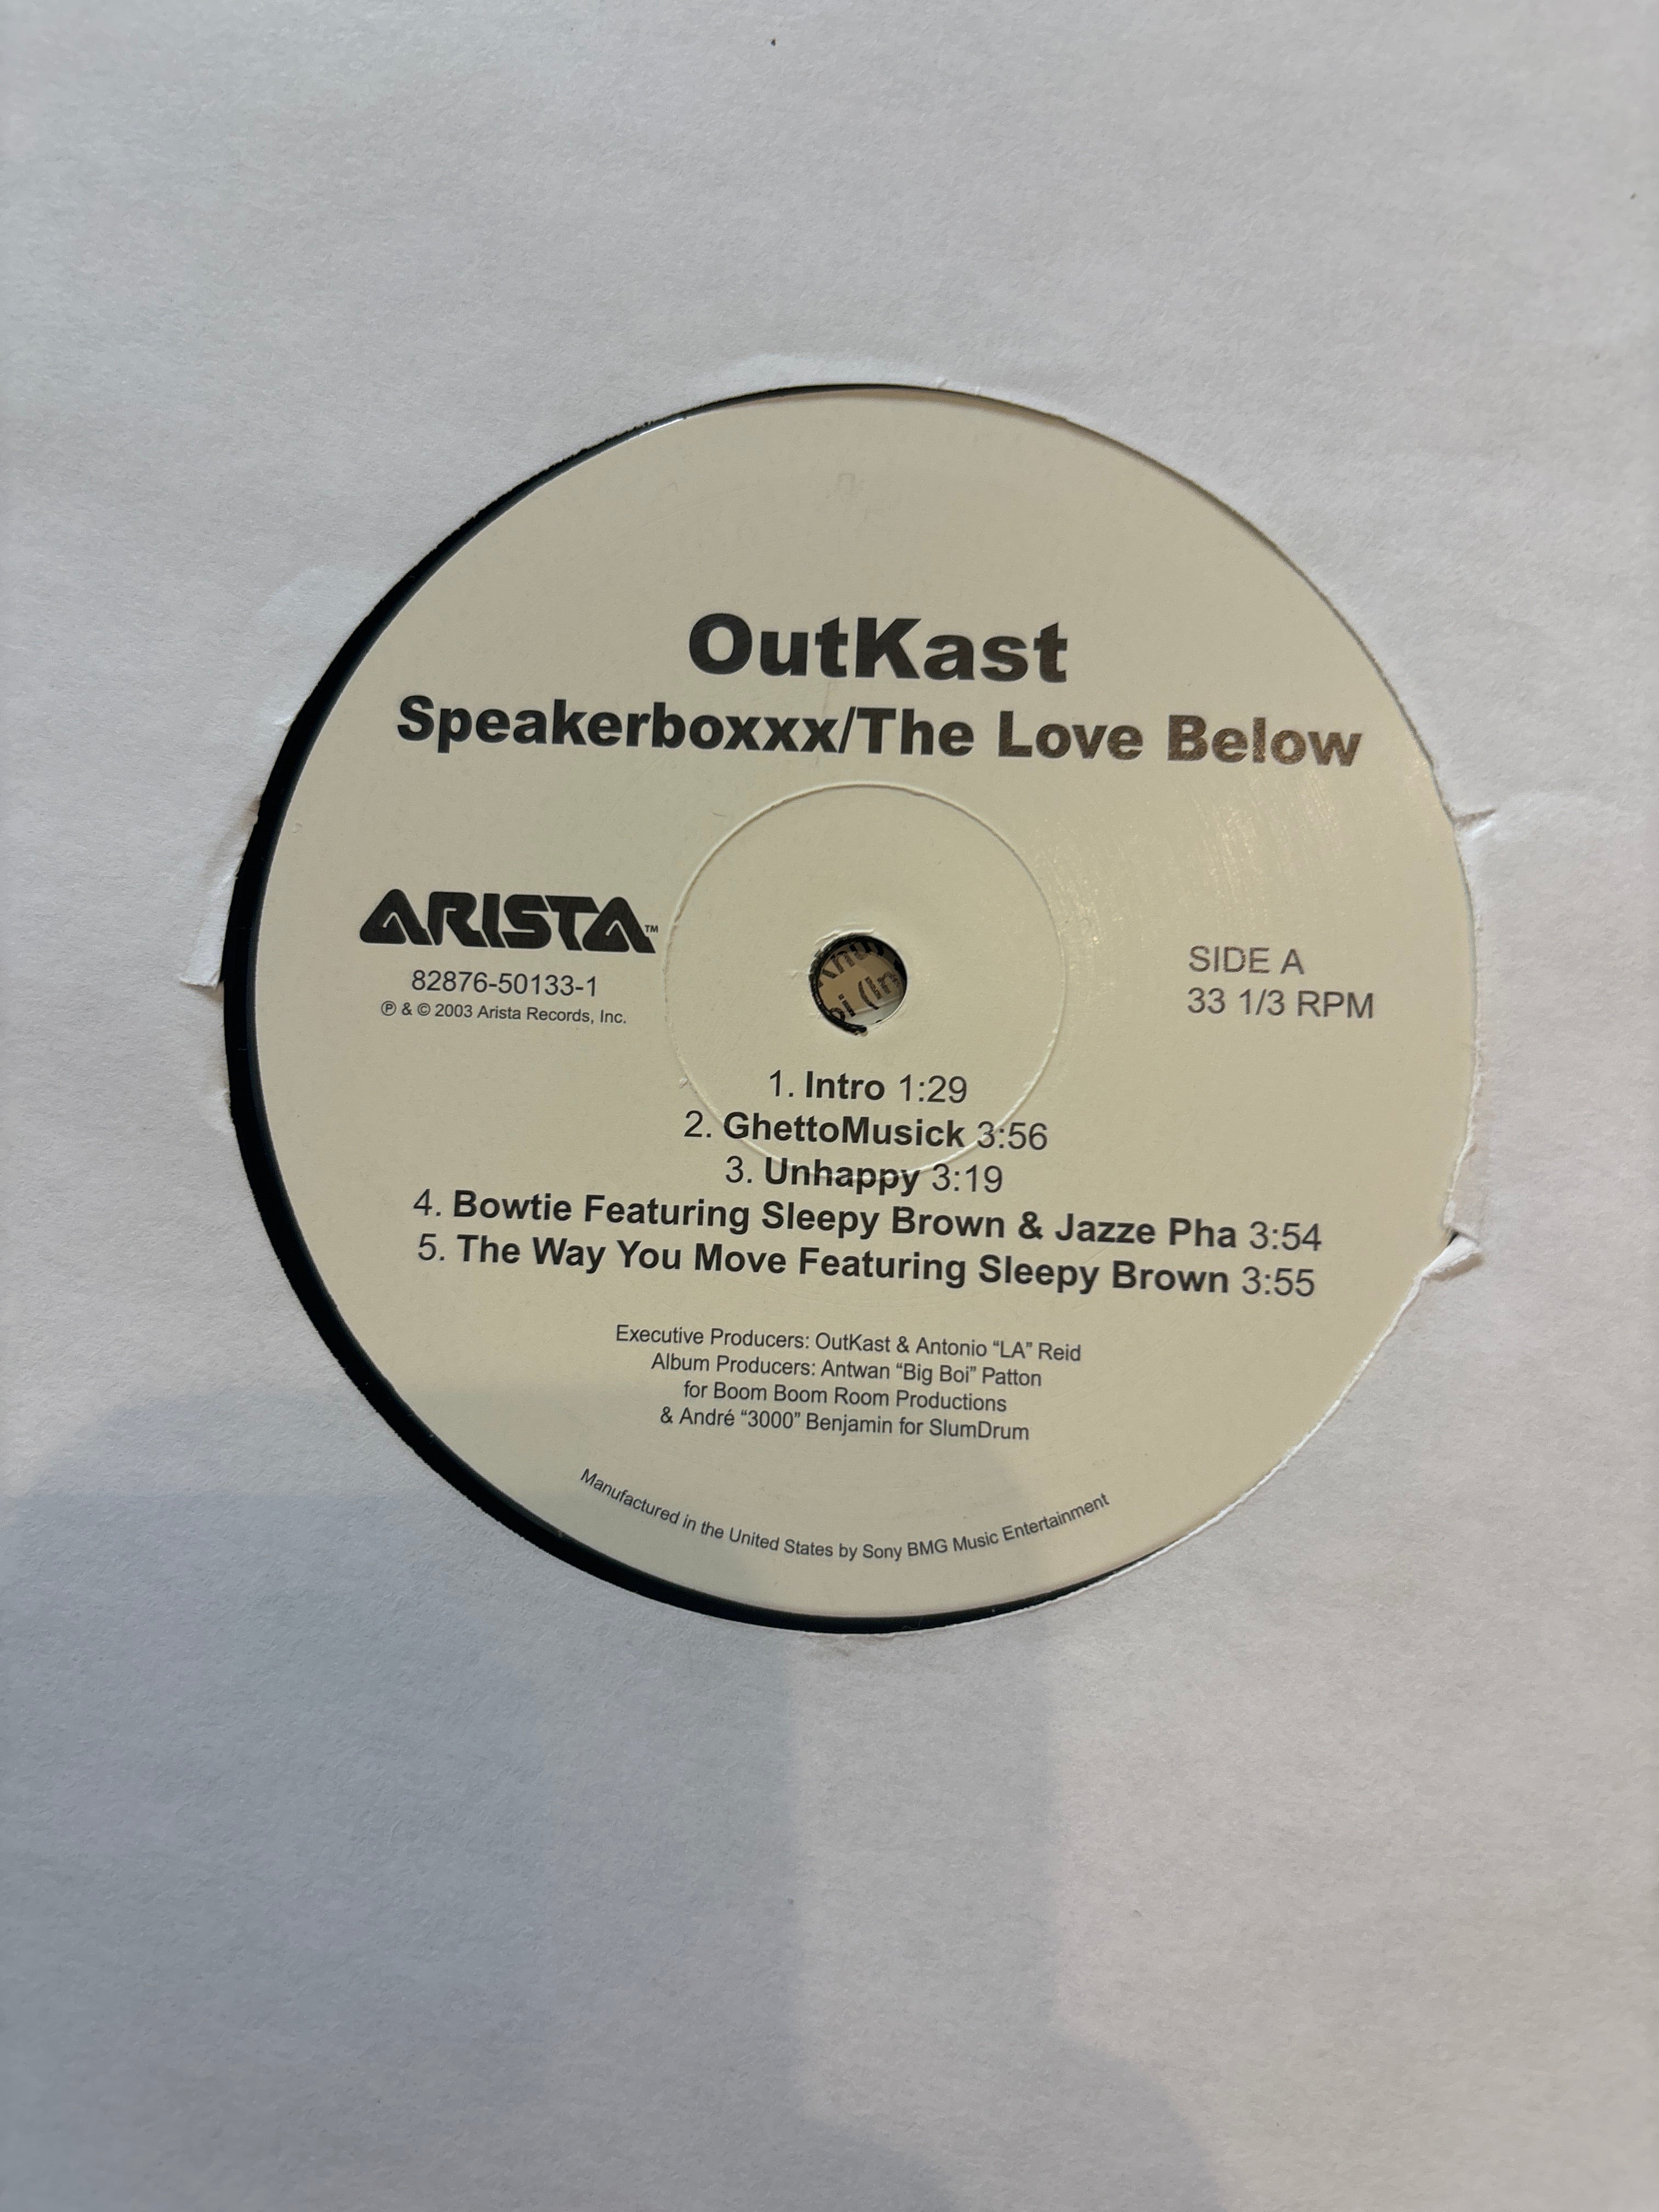 OutKast
Speakerboxxx/The Love Below
ARISTA™
82876-50133-1
℗ & © 2003 Arista Records, Inc.
SIDE A
33 1/3 RPM
1. Intro 1:29
2. GhettoMusick 3:56
3. Unhappy 3:19
4. Bowtie Featuring Sleepy Brown & Jazze Pha 3:54
5. The Way You Move Featuring Sleepy Brown 3:55
Executive Producers: OutKast & Antonio “LA” Reid
Album Producers: Antwan “Big Boi” Patton
for Boom Boom Room Productions
& André “3000” Benjamin for SlumDrum
Manufactured in the United States by Sony BMG Music Entertainment